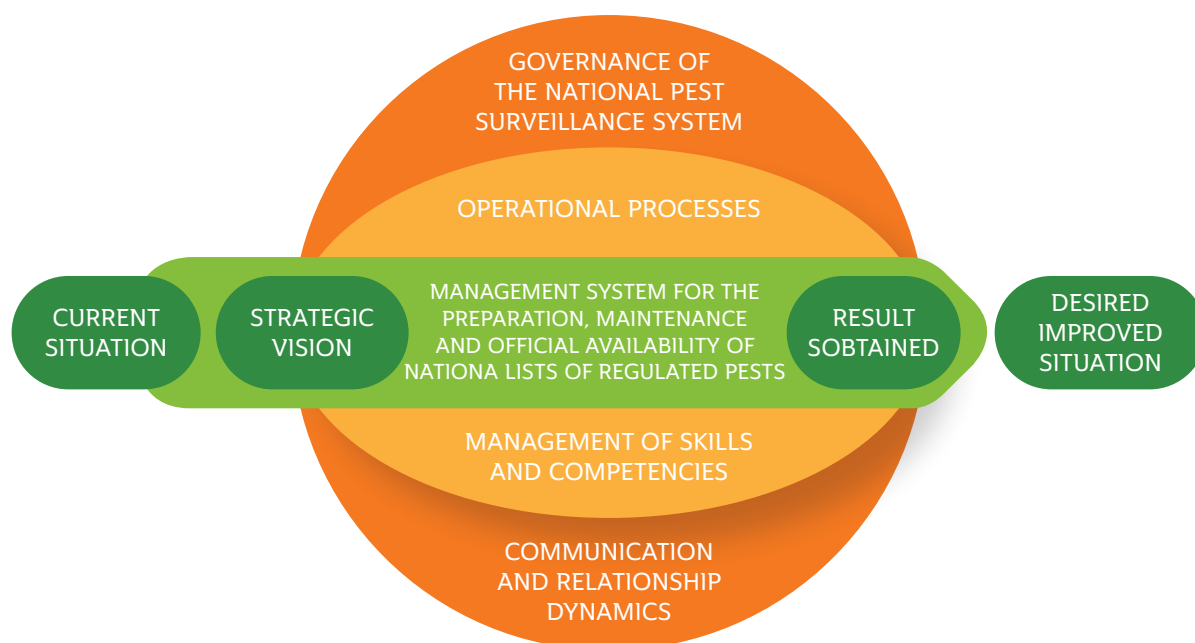 GOVERNANCE OF
THE NATIONAL PEST
SURVEILLANCE SYSTEM
OPERATIONAL PROCESSES
CURRENT
SITUATION
STRATEGIC
VISION
MANAGEMENT SYSTEM FOR THE
PREPARATION, MAINTENANCE
AND OFFICIAL AVAILABILITY OF
NATIONA LISTS OF REGULATED PESTS
RESULT
SOBTAINED
DESIRED
IMPROVED
SITUATION
MANAGEMENT OF SKILLS
AND COMPETENCIES
COMMUNICATION
AND RELATIONSHIP
DYNAMICS